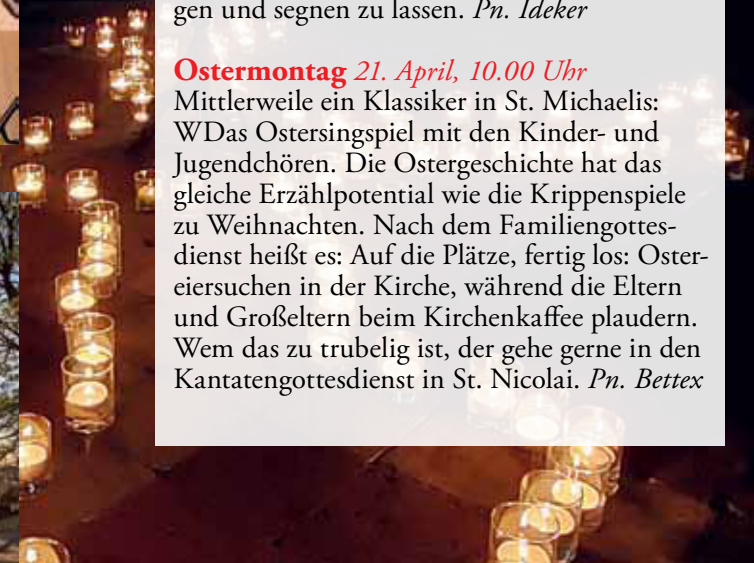 gen und segnen zu lassen. Pn. Ideker
Ostermontag 21. April, 10.00 Uhr
Mittlerweile ein Klassiker in St. Michaelis:
WDas Ostersingspiel mit den Kinder- und
Jugendchören. Die Ostergeschichte hat das
gleiche Erzählpotential wie die Krippenspiele
zu Weihnachten. Nach dem Familiengottes-
dienst heißt es: Auf die Plätze, fertig los: Oster-
eiersuchen in der Kirche, während die Eltern
und Großeltern beim Kirchenkaffee plaudern.
Wem das zu trubelig ist, der gehe gerne in den
Kantatengottesdienst in St. Nicolai. Pn. Bettex